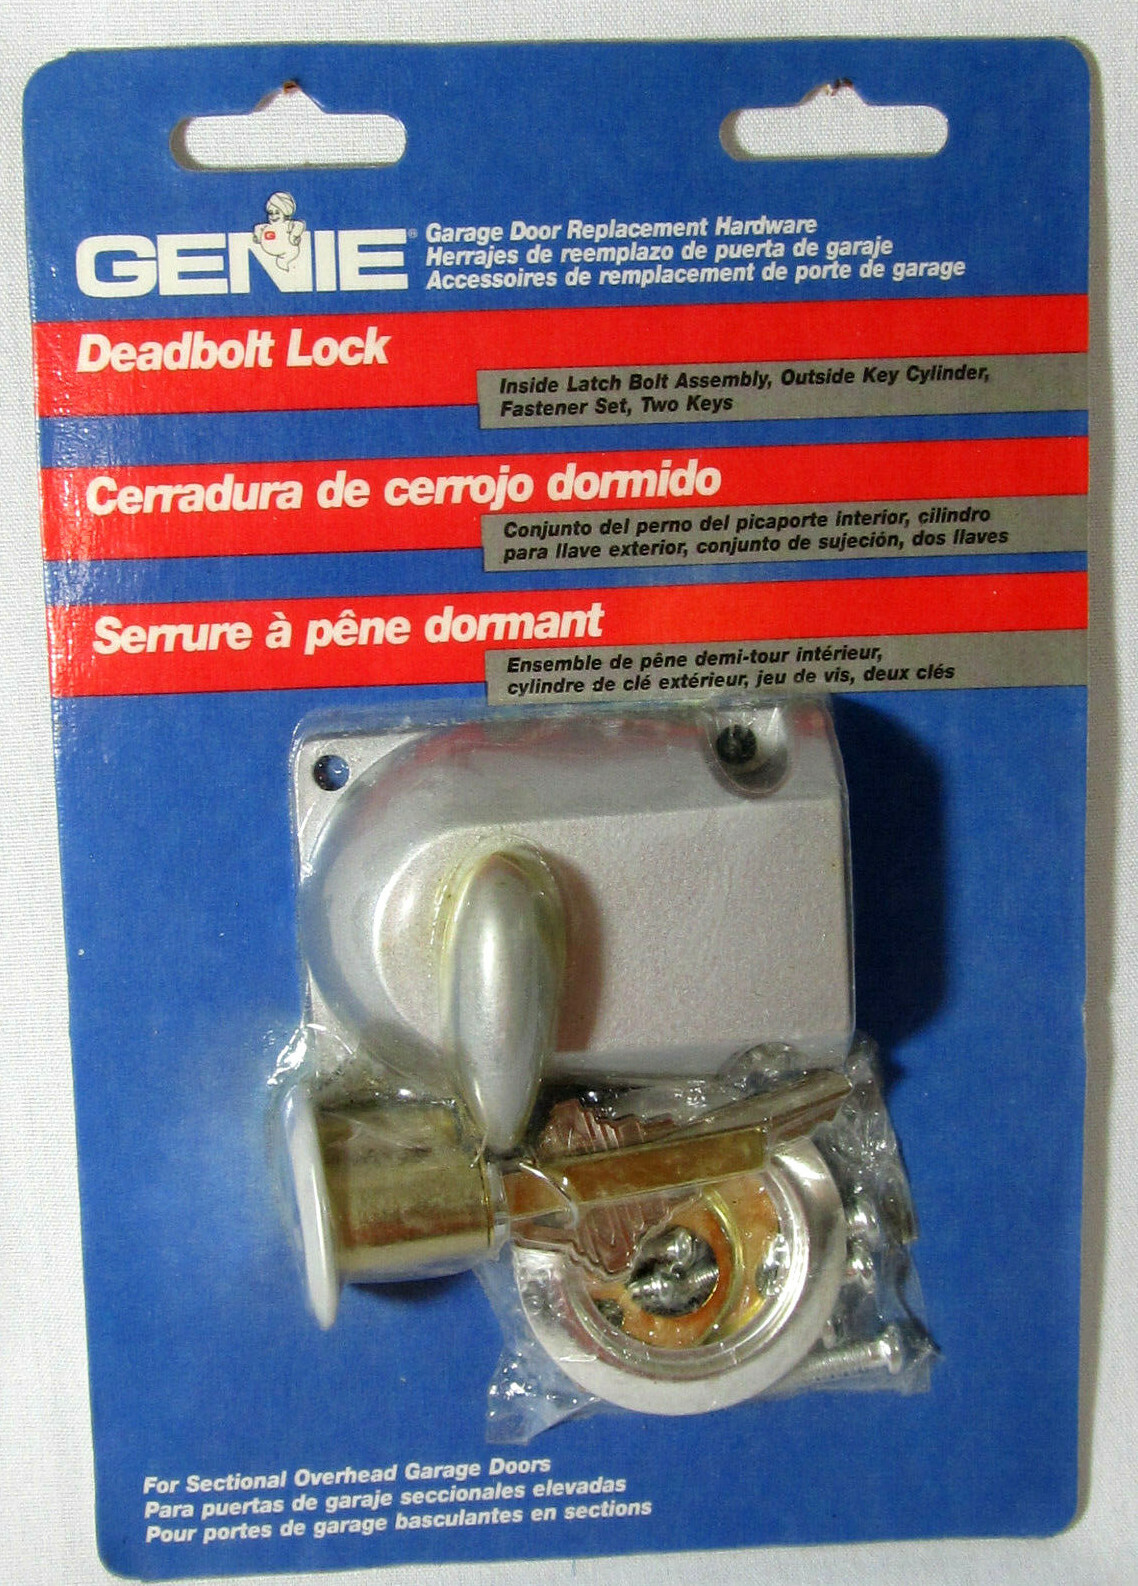 GENIE®
Garage Door Replacement Hardware
Herrajes de reemplazo de puerta de garaje
Accessoires de remplacement de porte de garage
Deadbolt Lock
Inside Latch Bolt Assembly, Outside Key Cylinder,
Fastener Set, Two Keys
Cerradura de cerrojo dormido
Conjunto del perno del picaporte interior, cilindro
para llave exterior, conjunto de sujeción, dos llaves
Serrure à pêne dormant
Ensemble de pêne demi-tour intérieur,
cylindre de clé extérieur, jeu de vis, deux clés
For Sectional Overhead Garage Doors
Para puertas de garaje seccionales elevadas
Pour portes de garage basculantes en sections